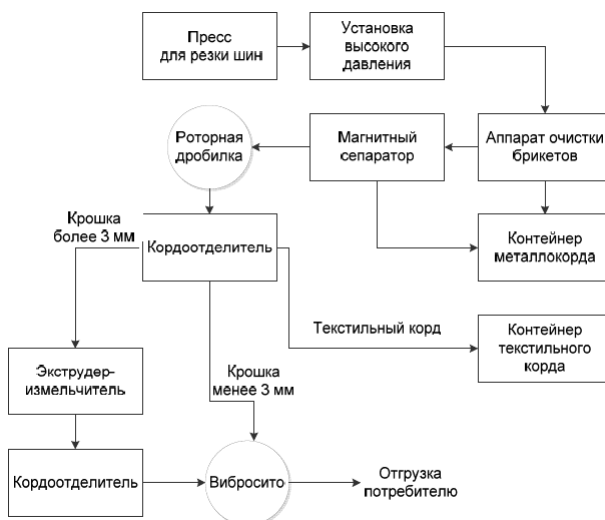 Пресс
для резки шин
Установка
высокого
давления
Роторная
дробилка
Магнитный
сепаратор
Аппарат очистки
брикетов
Крошка
более 3 мм
Кордоотделитель
Контейнер
металлокорда
Текстильный корд
Контейнер
текстильного
корда
Экструдер-
измельчитель
Крошка
менее 3 мм
Кордоотделитель
Вибросито
Отгрузка
потребителю